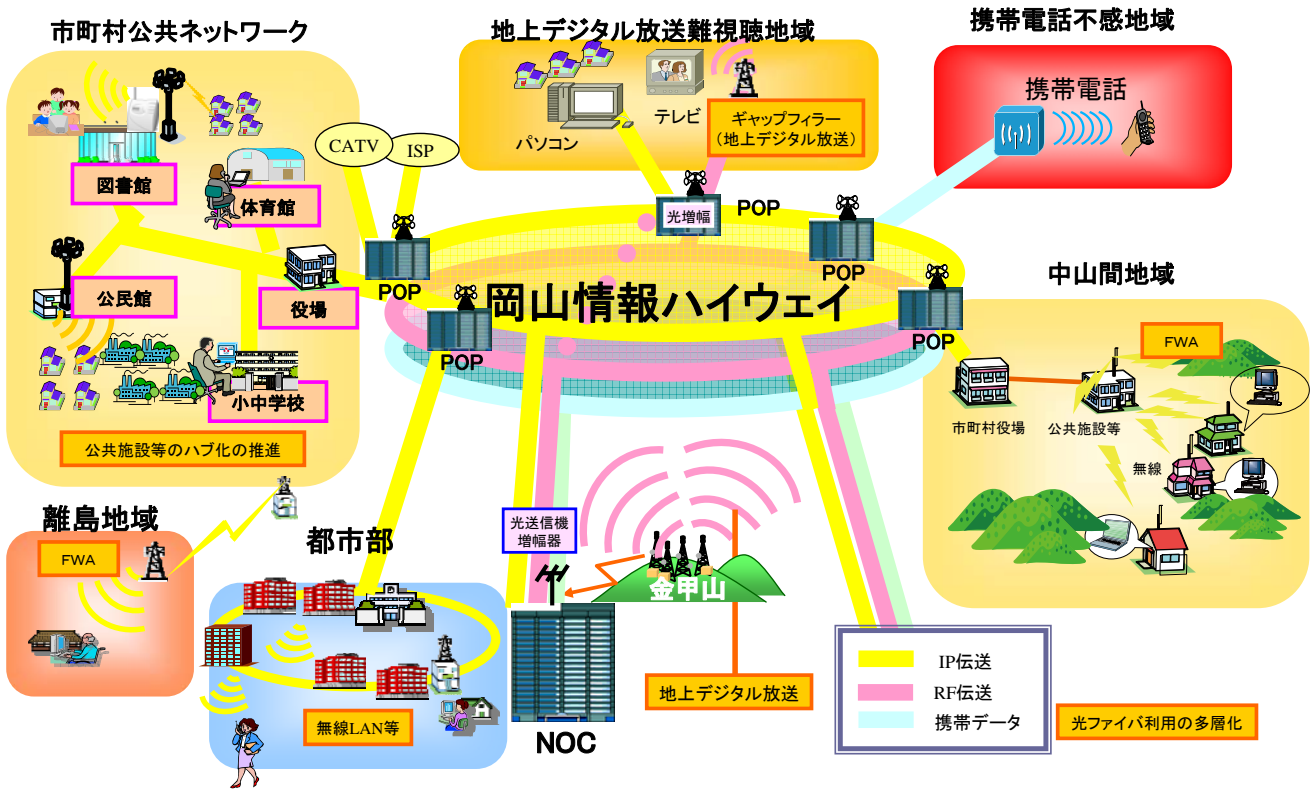 市町村公共ネットワーク
図書館
体育館
公民館
役場
小中学校
公共施設等のハブ化の推進
CATV
ISP
地上デジタル放送難視聴地域
パソコン
テレビ
ギャップフィラー
(地上デジタル放送)
携帯電話不感地域
携帯電話
光増幅
POP
POP
POP
POP
POP
岡山情報ハイウェイ
中山間地域
FWA
市町村役場
公共施設等
無線
離島地域
FWA
都市部
無線LAN等
光送信機
増幅器
NOC
金甲山
地上デジタル放送
IP伝送
RF伝送
携帯データ
光ファイバ利用の多層化